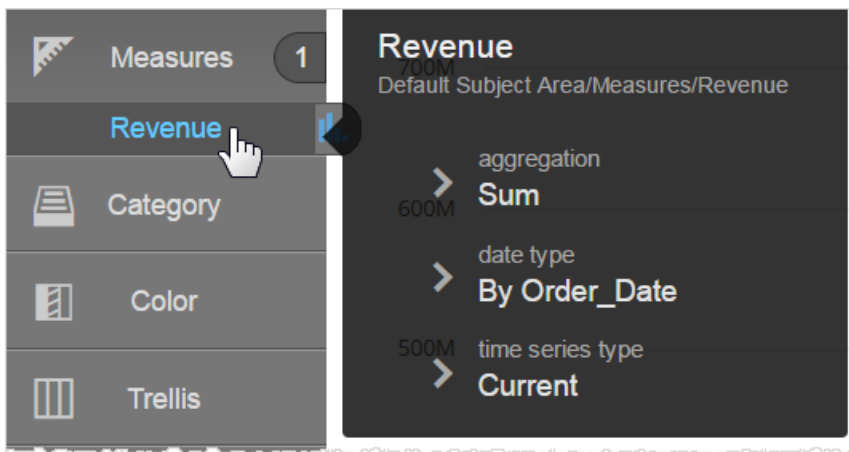 Measures 1
Revenue
Category
Color
Trellis
Revenue
700M
Default Subject Area/Measures/Revenue
aggregation
Sum
600M
date type
By Order_Date
500M
time series type
Current